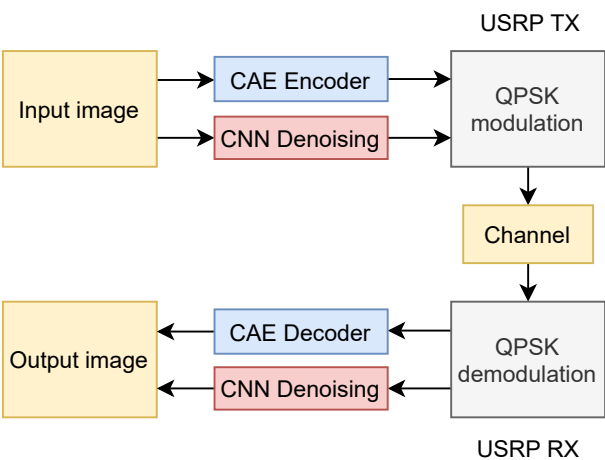 USRP TX
Input image
CAE Encoder
CNN Denoising
QPSK
modulation
Channel
Output image
CAE Decoder
CNN Denoising
QPSK
demodulation
USRP RX